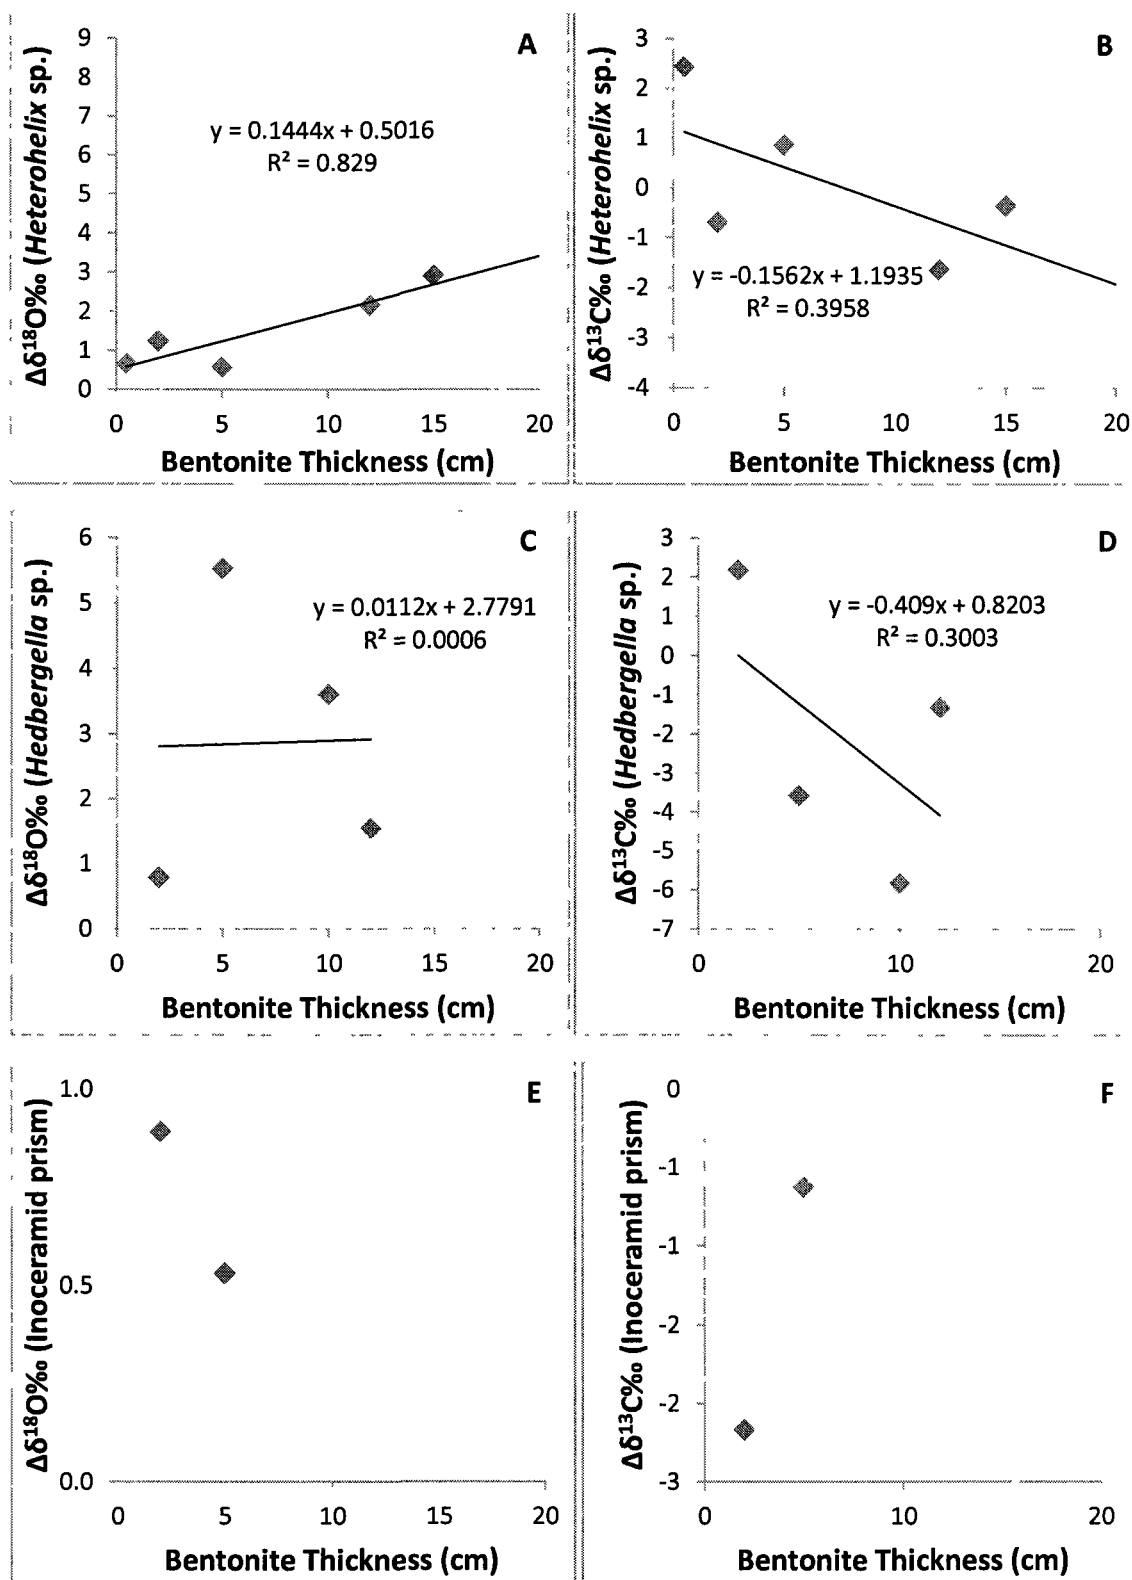 A
Δδ¹⁸O‰ (Heterohelix sp.)
9
8
7
6
5
4
3
2
1
0
y = 0.1444x + 0.5016
R² = 0.829
0 5 10 15 20
Bentonite Thickness (cm)
B
Δδ¹³C‰ (Heterohelix sp.)
3
2
1
0
-1
-2
-3
-4
y = -0.1562x + 1.1935
R² = 0.3958
0 5 10 15 20
Bentonite Thickness (cm)
C
Δδ¹⁸O‰ (Hedbergella sp.)
6
5
4
3
2
1
0
y = 0.0112x + 2.7791
R² = 0.0006
0 5 10 15 20
Bentonite Thickness (cm)
D
Δδ¹³C‰ (Hedbergella sp.)
3
2
1
0
-1
-2
-3
-4
-5
-6
-7
y = -0.409x + 0.8203
R² = 0.3003
0 10 20
Bentonite Thickness (cm)
E
Δδ¹⁸O‰ (Inoceramid prism)
1.0
0.5
0.0
0 5 10 15 20
Bentonite Thickness (cm)
F
Δδ¹³C‰ (Inoceramid prism)
0
-1
-1
-2
-2
-3
0 10 20
Bentonite Thickness (cm)